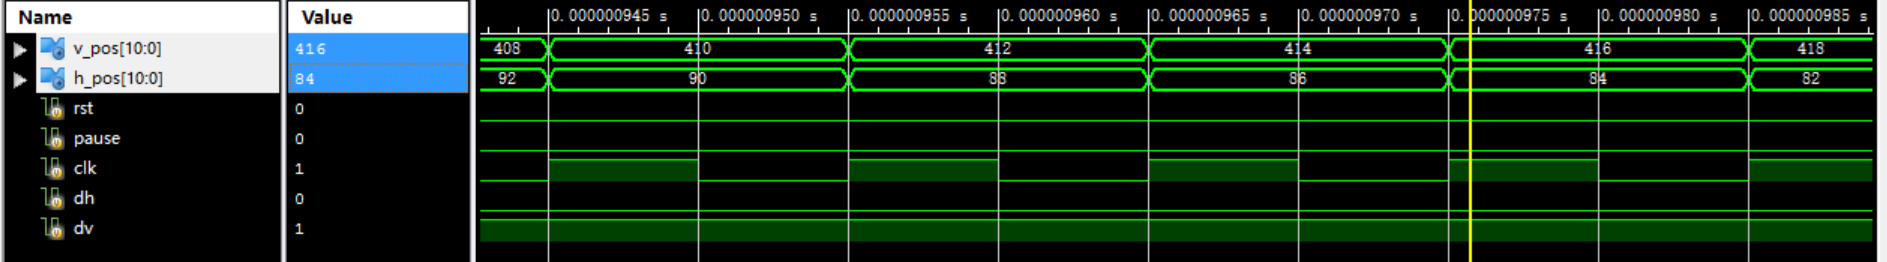 Name Value 0.000000945 s 0.000000950 s 0.000000955 s 0.000000960 s 0.000000965 s 0.000000970 s 0.000000975 s 0.000000980 s 0.000000985 s
v_pos[10:0] 416 408 410 412 414 416 418
h_pos[10:0] 84 92 90 88 86 84 82
rst 0
pause 0
clk 1
dh 0
dv 1